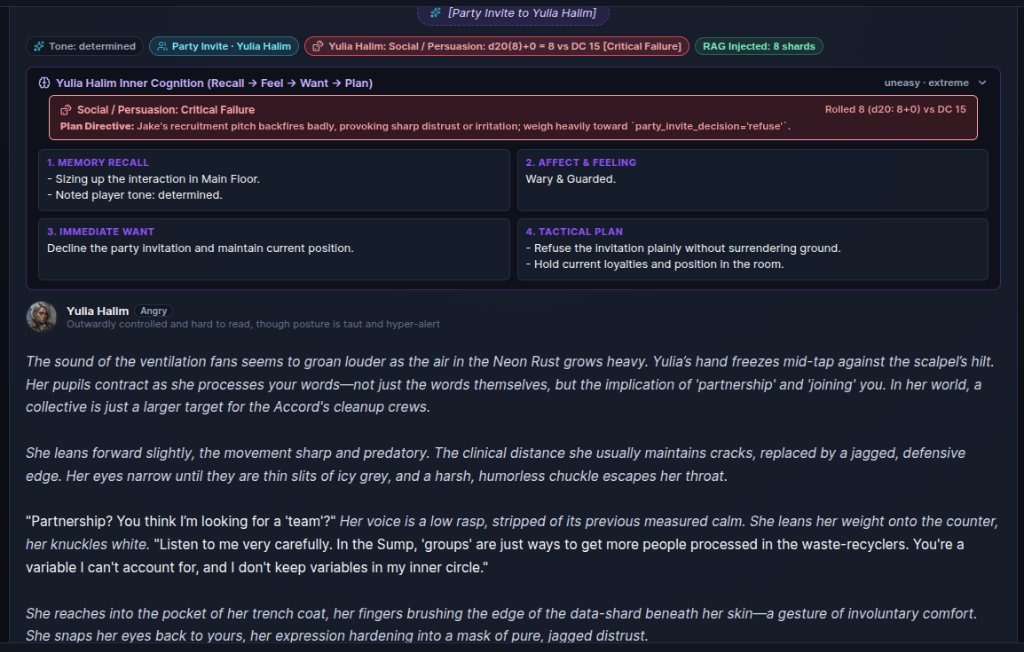 [Party Invite to Yulia Halim]
Tone: determined
Party Invite · Yulia Halim
Yulia Halim: Social / Persuasion: d20(8)+0 = 8 vs DC 15 [Critical Failure]
RAG Injected: 8 shards
Yulia Halim Inner Cognition (Recall → Feel → Want → Plan)
uneasy · extreme
Social / Persuasion: Critical Failure
Rolled 8 (d20: 8+0) vs DC 15
Plan Directive: Jake's recruitment pitch backfires badly, provoking sharp distrust or irritation; weigh heavily toward `party_invite_decision='refuse'`.
1. MEMORY RECALL
- Sizing up the interaction in Main Floor.
- Noted player tone: determined.
2. AFFECT & FEELING
Wary & Guarded.
3. IMMEDIATE WANT
Decline the party invitation and maintain current position.
4. TACTICAL PLAN
- Refuse the invitation plainly without surrendering ground.
- Hold current loyalties and position in the room.
Yulia Halim
Angry
Outwardly controlled and hard to read, though posture is taut and hyper-alert
The sound of the ventilation fans seems to groan louder as the air in the Neon Rust grows heavy. Yulia's hand freezes mid-tap against the scalpel's hilt.
Her pupils contract as she processes your words—not just the words themselves, but the implication of 'partnership' and 'joining' you. In her world, a
collective is just a larger target for the Accord's cleanup crews.
She leans forward slightly, the movement sharp and predatory. The clinical distance she usually maintains cracks, replaced by a jagged, defensive
edge. Her eyes narrow until they are thin slits of icy grey, and a harsh, humorless chuckle escapes her throat.
"Partnership? You think I'm looking for a 'team'?" Her voice is a low rasp, stripped of its previous measured calm. She leans her weight onto the counter,
her knuckles white. "Listen to me very carefully. In the Sump, 'groups' are just ways to get more people processed in the waste-recyclers. You're a
variable I can't account for, and I don't keep variables in my inner circle."
She reaches into the pocket of her trench coat, her fingers brushing the edge of the data-shard beneath her skin—a gesture of involuntary comfort.
She snaps her eyes back to yours, her expression hardening into a mask of pure, jagged distrust.